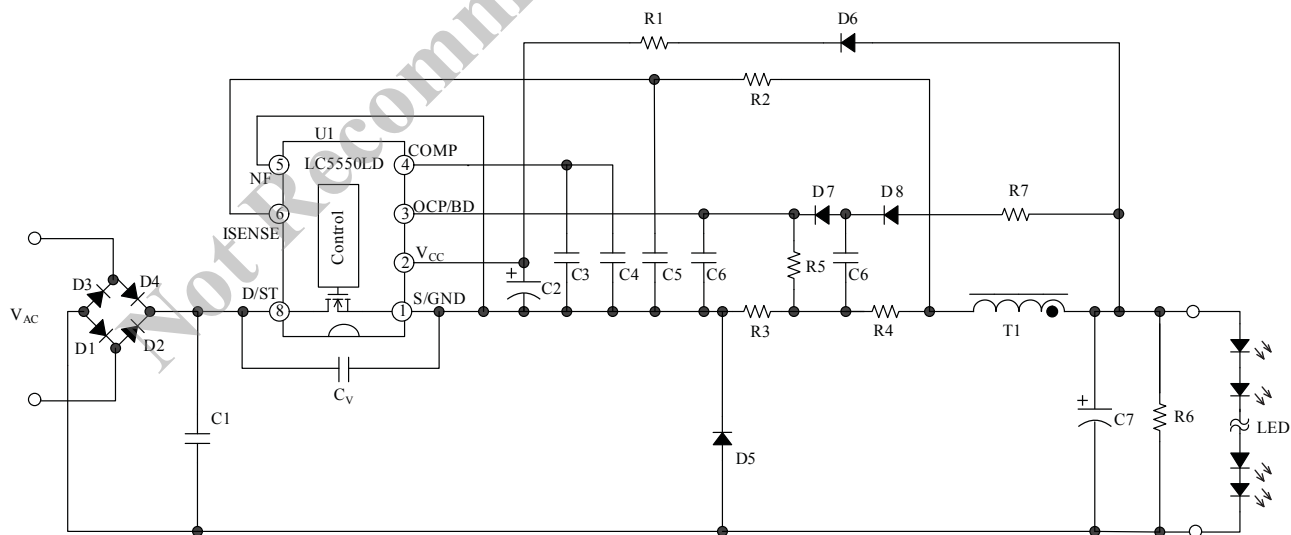 Not Recomm
R1
D6
R2
U1
LC5550LD
5
NF
4
COMP
6
ISENSE
3
OCP/BD
Control
2
VCC
D7
D8
R7
C3
C4
C5
C6
R5
C6
C2
D3
D4
VAC
D1
D2
D/ST
8
S/GND
1
R3
R4
T1
CV
C1
D5
C7
R6
LED
+
+